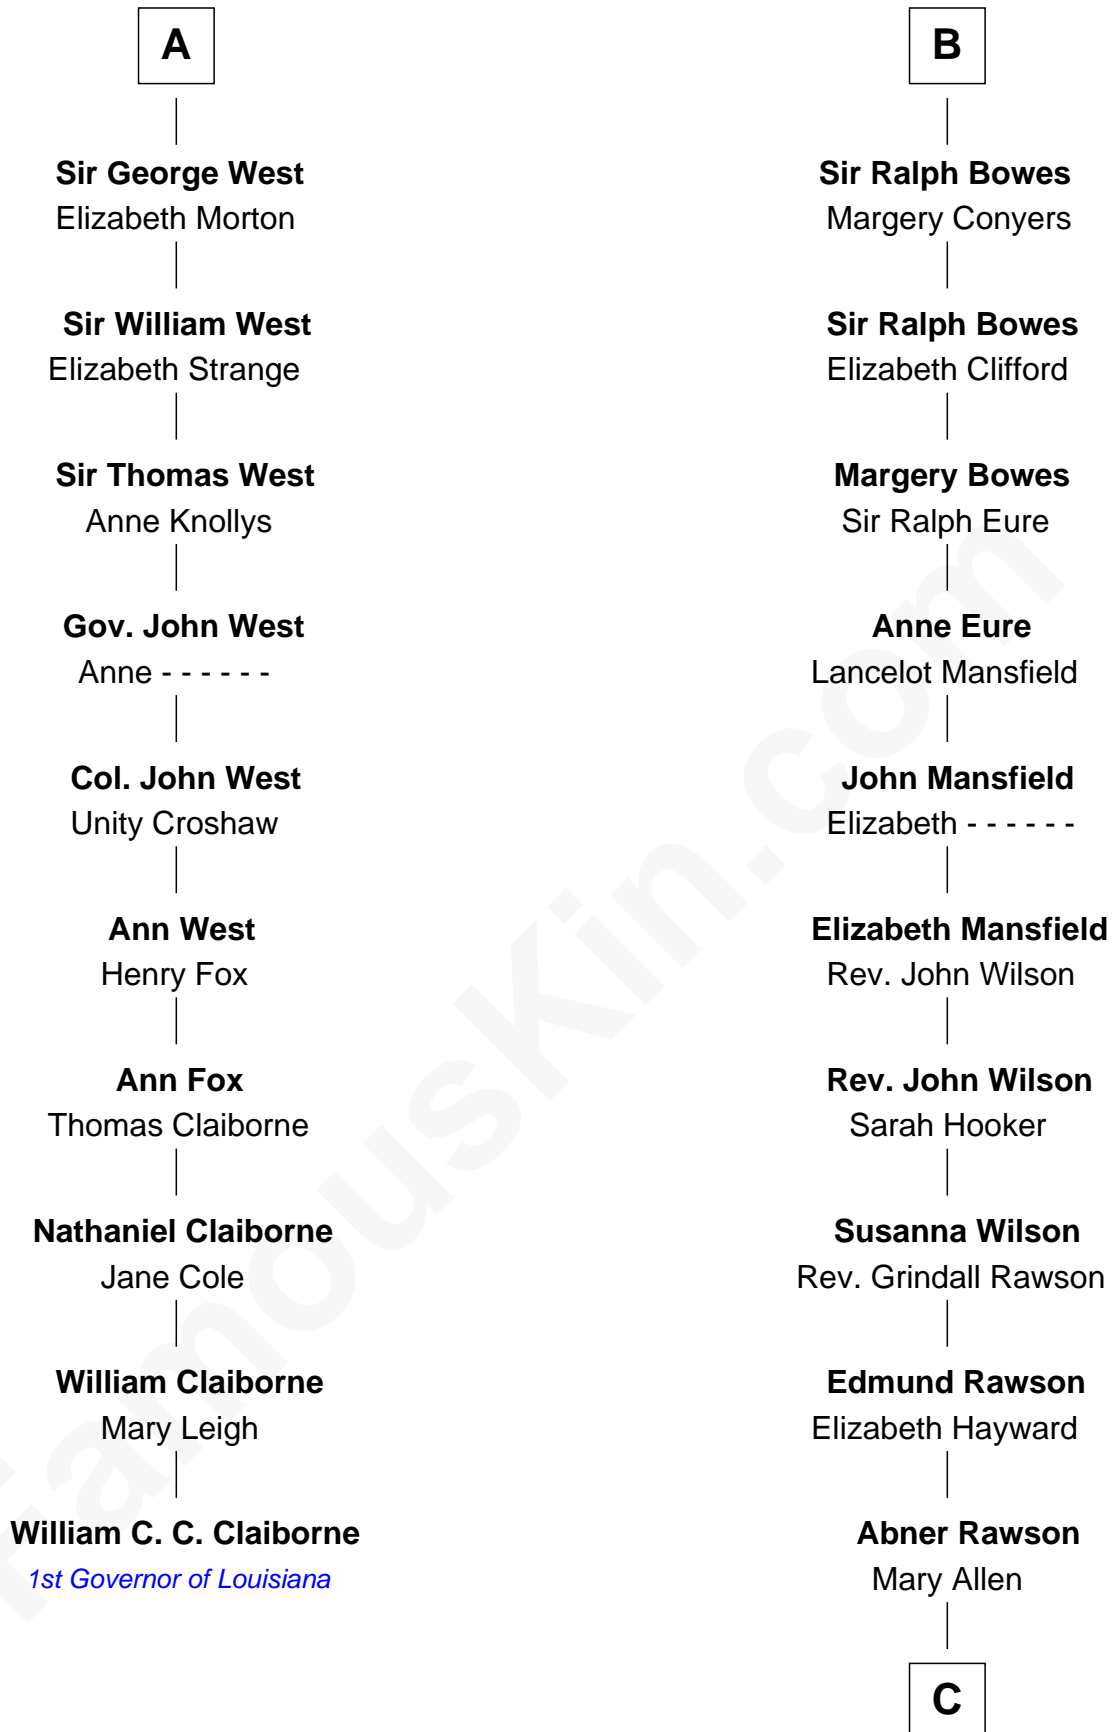 A
Sir George West
Elizabeth Morton
Sir William West
Elizabeth Strange
Sir Thomas West
Anne Knollys
Gov. John West
Anne - - - - - -
Col. John West
Unity Croshaw
Ann West
Henry Fox
Ann Fox
Thomas Claiborne
Nathaniel Claiborne
Jane Cole
William Claiborne
Mary Leigh
William C. C. Claiborne
1st Governor of Louisiana
B
Sir Ralph Bowes
Margery Conyers
Sir Ralph Bowes
Elizabeth Clifford
Margery Bowes
Sir Ralph Eure
Anne Eure
Lancelot Mansfield
John Mansfield
Elizabeth - - - - - -
Elizabeth Mansfield
Rev. John Wilson
Rev. John Wilson
Sarah Hooker
Susanna Wilson
Rev. Grindall Rawson
Edmund Rawson
Elizabeth Hayward
Abner Rawson
Mary Allen
C
FamousKin.com